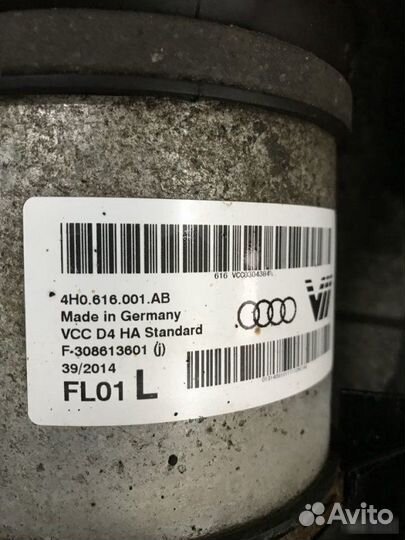 616 VCC0304384
4H0.616.001.AB
Made in Germany
VCC D4 HA Standard
F-308613601 (j)
39/2014
FL01 L
Avito